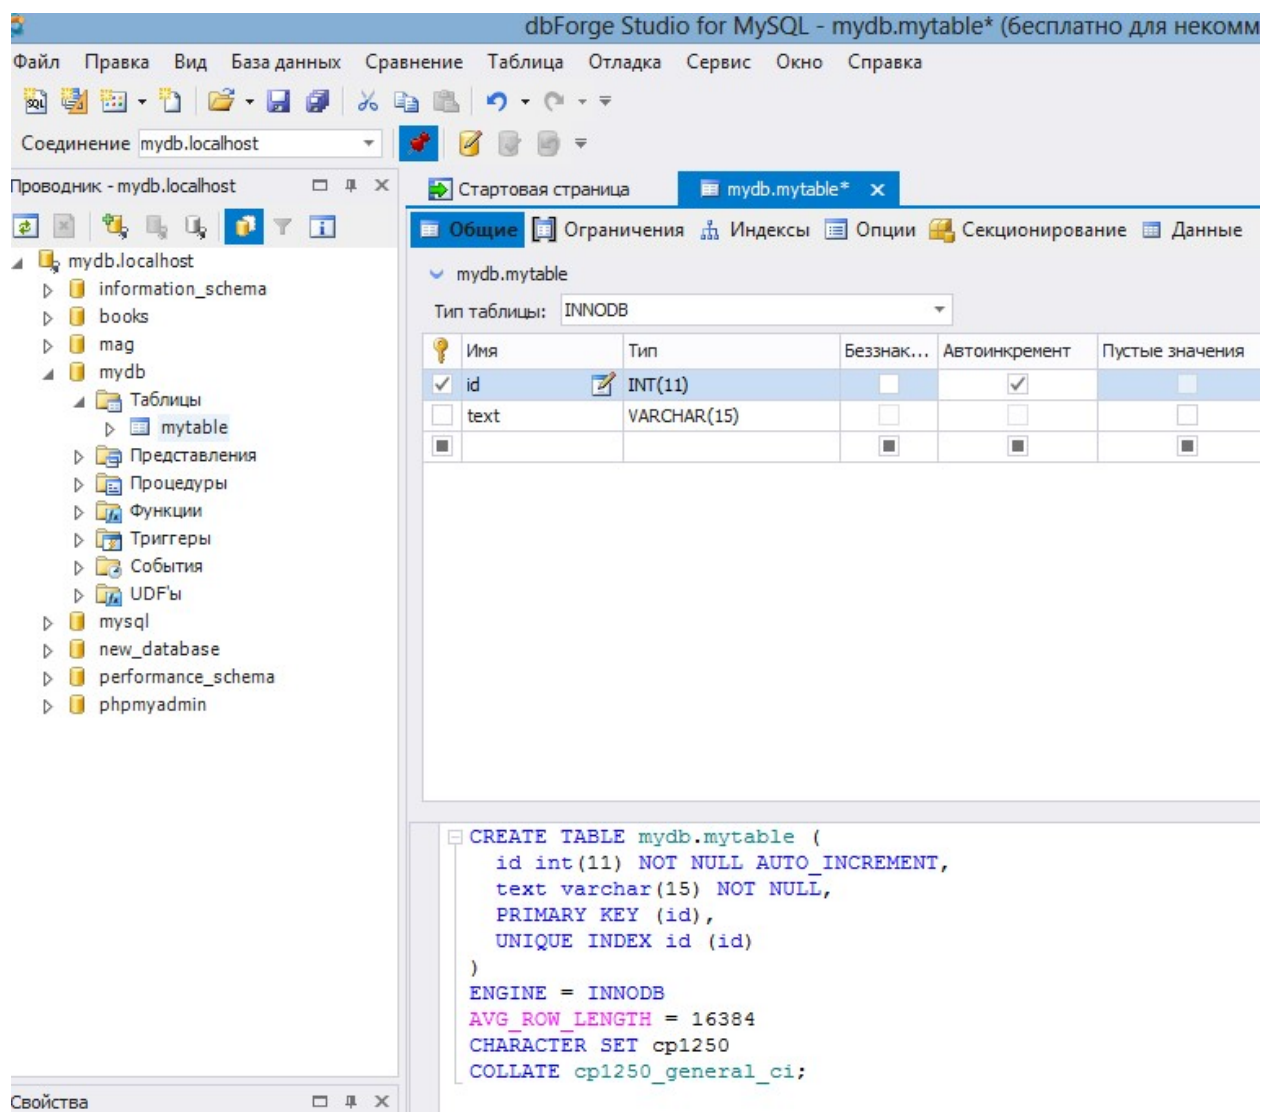 dbForge Studio for MySQL - mydb.mytable* (бесплатно для некомм
Файл Правка Вид База данных Сравнение Таблица Отладка Сервис Окно Справка
Соединение mydb.localhost
Проводник - mydb.localhost
mydb.localhost
information_schema
books
mag
mydb
Таблицы
mytable
Представления
Процедуры
Функции
Триггеры
События
UDF'ы
mysql
new_database
performance_schema
phpmyadmin
Свойства
Стартовая страница mydb.mytable*
Общие Ограничения Индексы Опции Секционирование Данные
mydb.mytable
Тип таблицы: INNODB
Имя Тип Беззнак... Автоинкремент Пустые значения
id INT(11)
text VARCHAR(15)
CREATE TABLE mydb.mytable (
id int(11) NOT NULL AUTO_INCREMENT,
text varchar(15) NOT NULL,
PRIMARY KEY (id),
UNIQUE INDEX id (id)
)
ENGINE = INNODB
AVG_ROW_LENGTH = 16384
CHARACTER SET cp1250
COLLATE cp1250_general_ci;